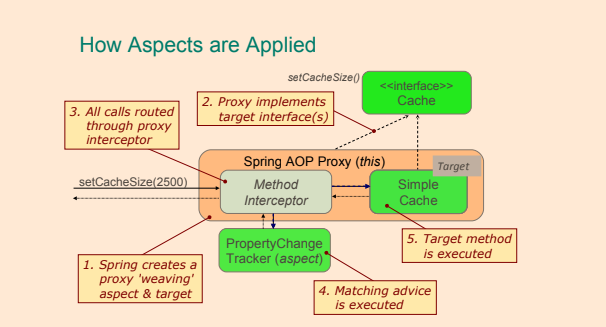 How Aspects are Applied
setCacheSize()
<<interface>>
Cache
3. All calls routed
through proxy
interceptor
2. Proxy implements
target interface(s)
Spring AOP Proxy (this)
Target
setCacheSize(2500)
Method
Interceptor
Simple
Cache
PropertyChange
Tracker (aspect)
5. Target method
is executed
1. Spring creates a
proxy 'weaving'
aspect & target
4. Matching advice
is executed